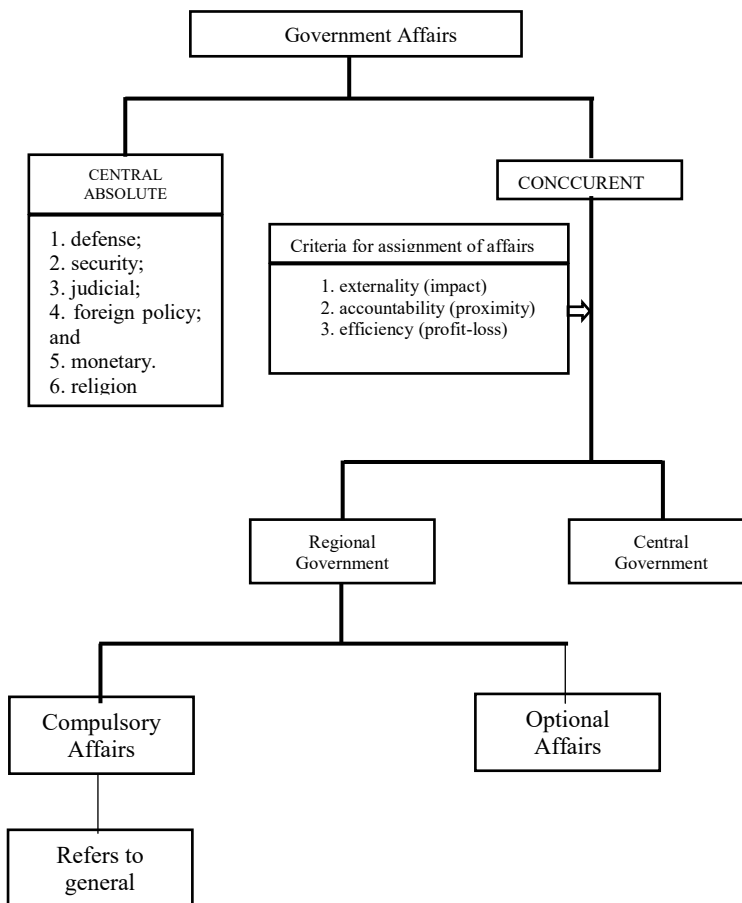 Government Affairs
CENTRAL
ABSOLUTE
1. defense;
2. security;
3. judicial;
4. foreign policy;
and
5. monetary.
6. religion
CONCCURENT
Criteria for assignment of affairs
1. externality (impact)
2. accountability (proximity)
3. efficiency (profit-loss)
Regional
Government
Central
Government
Compulsory
Affairs
Optional
Affairs
Refers to
general